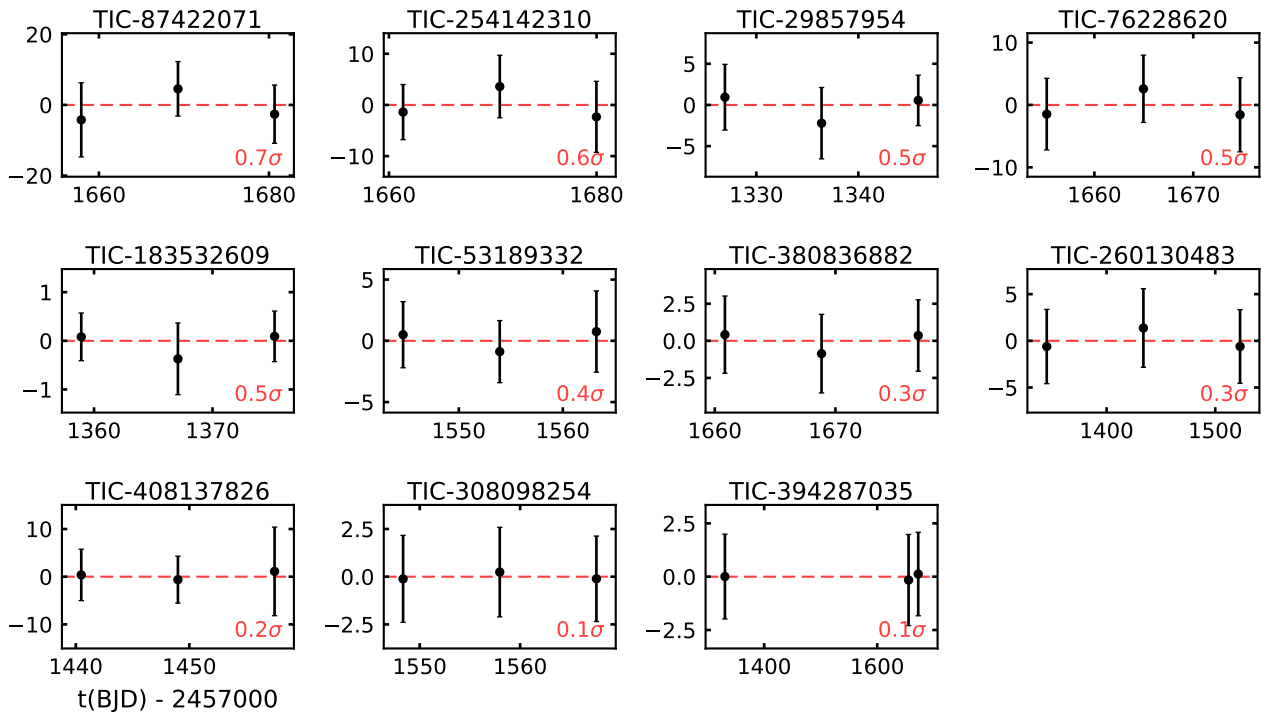 TIC-87422071 TIC-254142310 TIC-29857954 TIC-76228620
20
0
−20
0.7σ
1660 1680
10
0
−10
0.6σ
1660 1680
5
0
−5
0.5σ
1330 1340
10
0
−10
0.5σ
1660 1670
TIC-183532609 TIC-53189332 TIC-380836882 TIC-260130483
1
0
−1
0.5σ
1360 1370
5
0
−5
0.4σ
1550 1560
2.5
0.0
−2.5
0.3σ
1660 1670
5
0
−5
0.3σ
1400 1500
TIC-408137826 TIC-308098254 TIC-394287035
10
0
−10
0.2σ
1440 1450
t(BJD) - 2457000
2.5
0.0
−2.5
0.1σ
1550 1560
2.5
0.0
−2.5
0.1σ
1400 1600